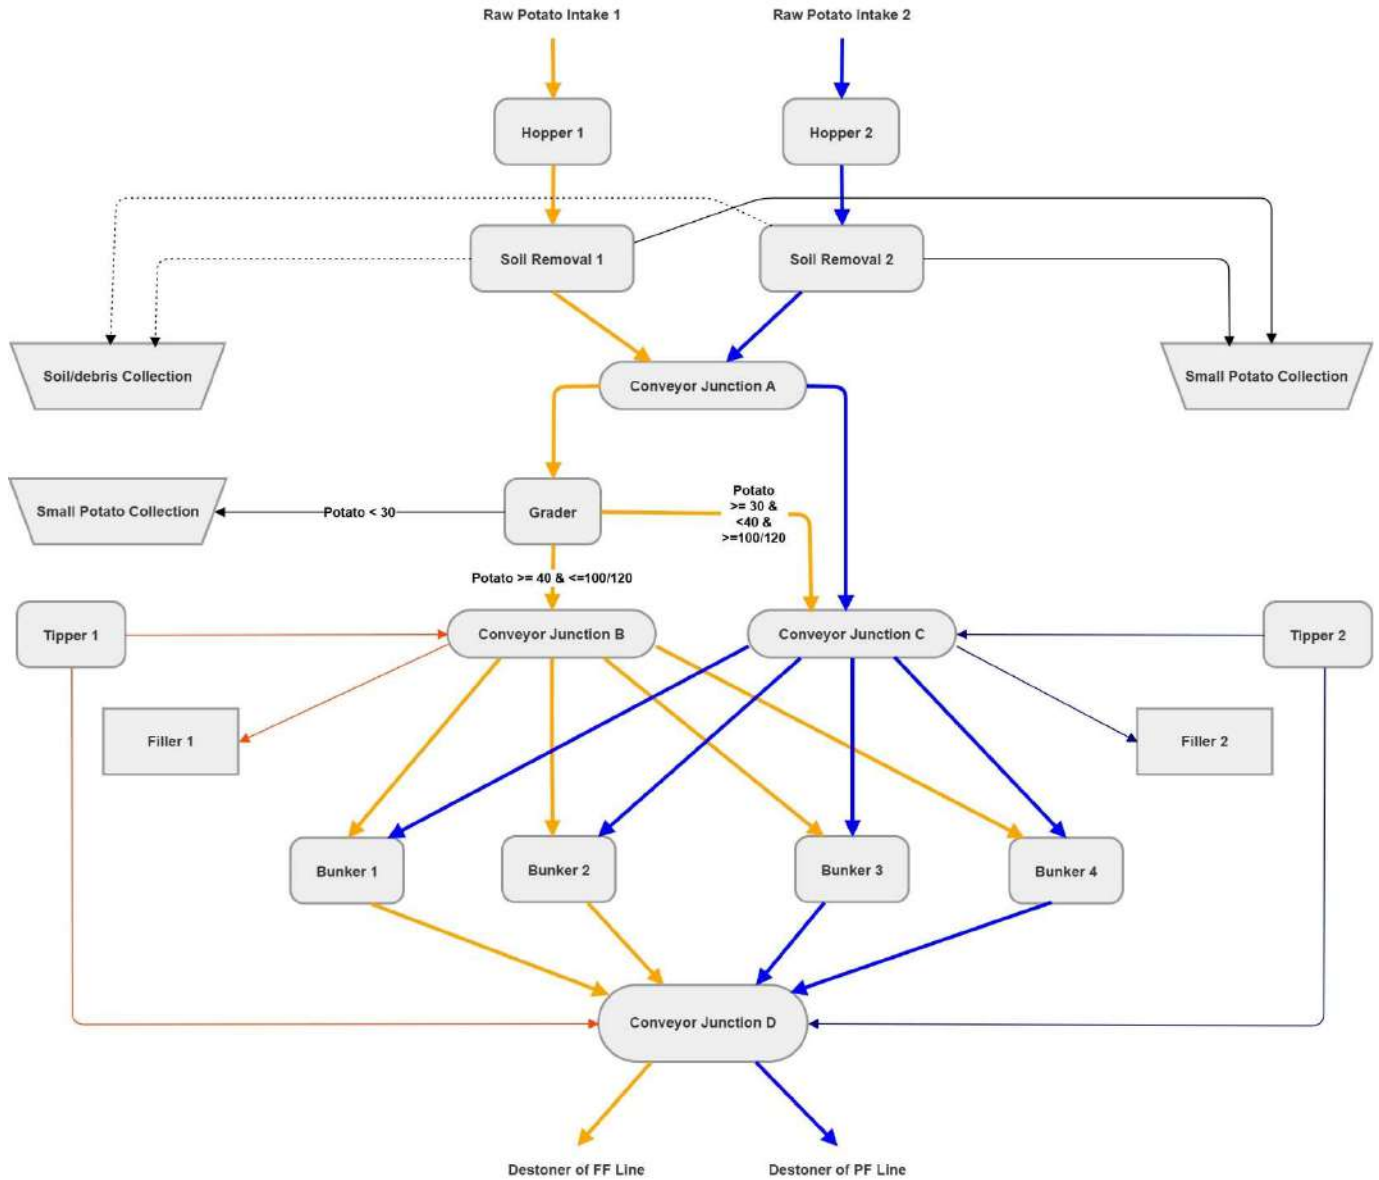 Raw Potato Intake 1
Raw Potato Intake 2
Hopper 1
Hopper 2
Soil Removal 1
Soil Removal 2
Soil/debris Collection
Conveyor Junction A
Small Potato Collection
Small Potato Collection
Potato < 30
Grader
Potato
>= 30 &
<40 &
>=100/120
Potato >= 40 & <=100/120
Tipper 1
Conveyor Junction B
Conveyor Junction C
Tipper 2
Filler 1
Filler 2
Bunker 1
Bunker 2
Bunker 3
Bunker 4
Conveyor Junction D
Destoner of FF Line
Destoner of PF Line